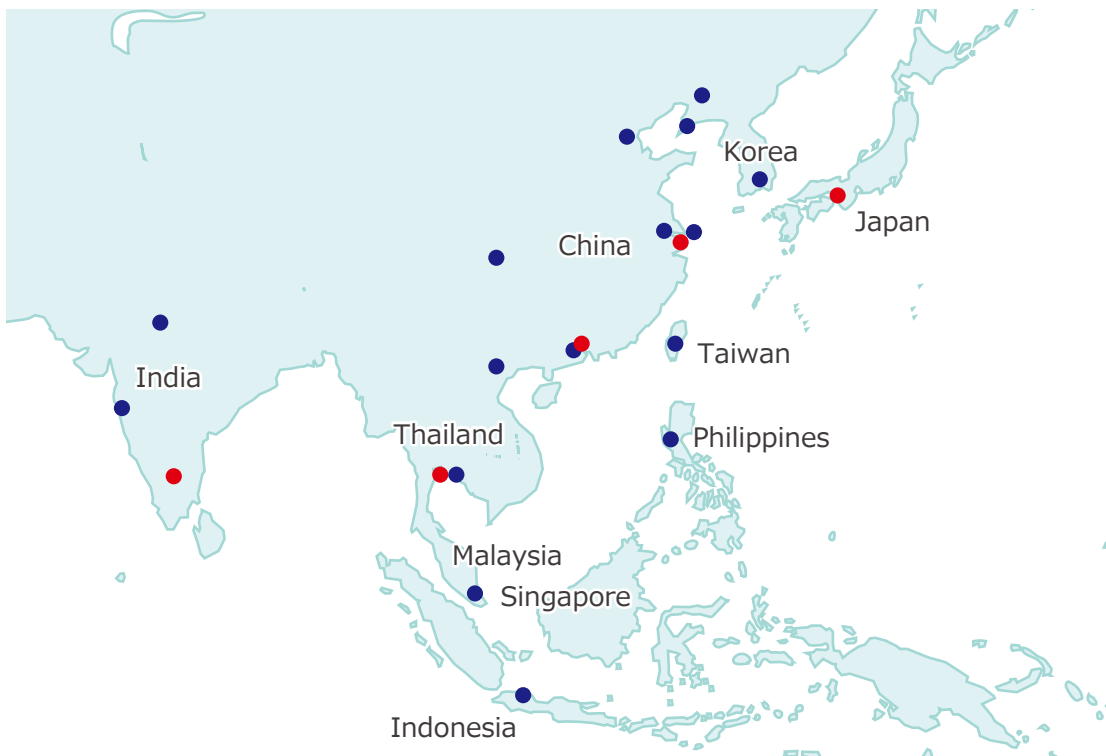 Korea
Japan
China
Taiwan
India
Thailand
Philippines
Malaysia
Singapore
Indonesia